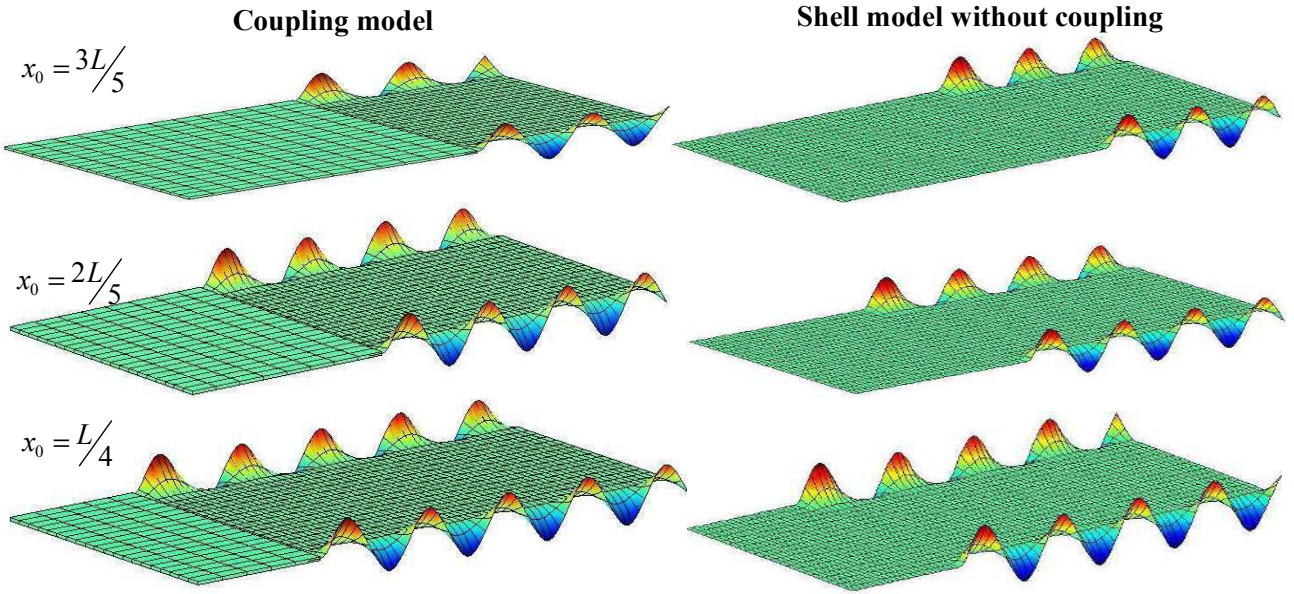 Coupling model
Shell model without coupling
x₀ = 3L/5
x₀ = 2L/5
x₀ = L/4